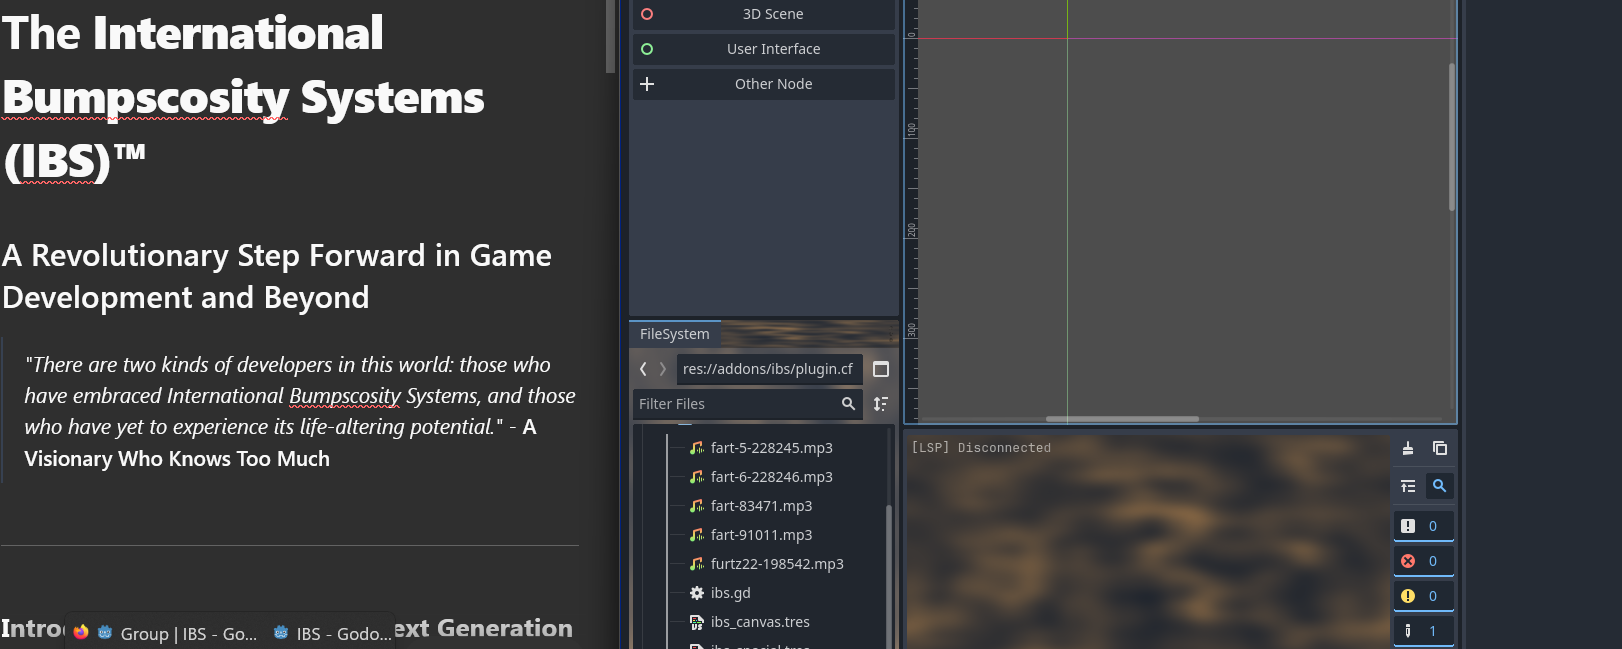 The International
Bumpscosity Systems
(IBS)™
A Revolutionary Step Forward in Game
Development and Beyond
"There are two kinds of developers in this world: those who
have embraced International Bumpscosity Systems, and those
who have yet to experience its life-altering potential." - A
Visionary Who Knows Too Much
Intro
ext Generation
Group | IBS - Go...
IBS - Godo...
3D Scene
User Interface
Other Node
FileSystem
res://addons/ibs/plugin.cf
Filter Files
fart-5-228245.mp3
fart-6-228246.mp3
fart-83471.mp3
fart-91011.mp3
furtz22-198542.mp3
ibs.gd
ibs_canvas.tres
0
100
200
300
[LSP] Disconnected
0
0
0
1